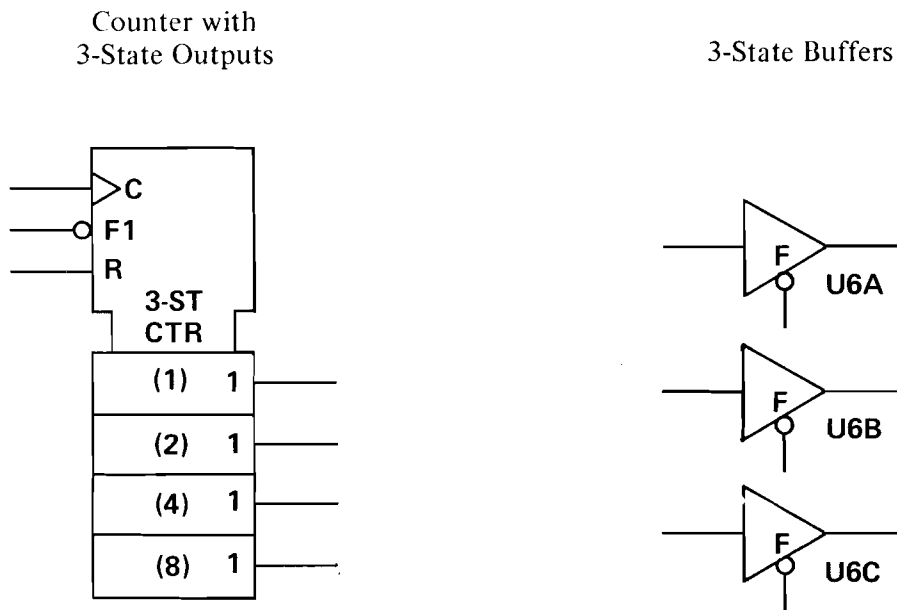 Counter with
3-State Outputs
C
F1
R
3-ST
CTR
(1) 1
(2) 1
(4) 1
(8) 1
3-State Buffers
F
U6A
F
U6B
F
U6C